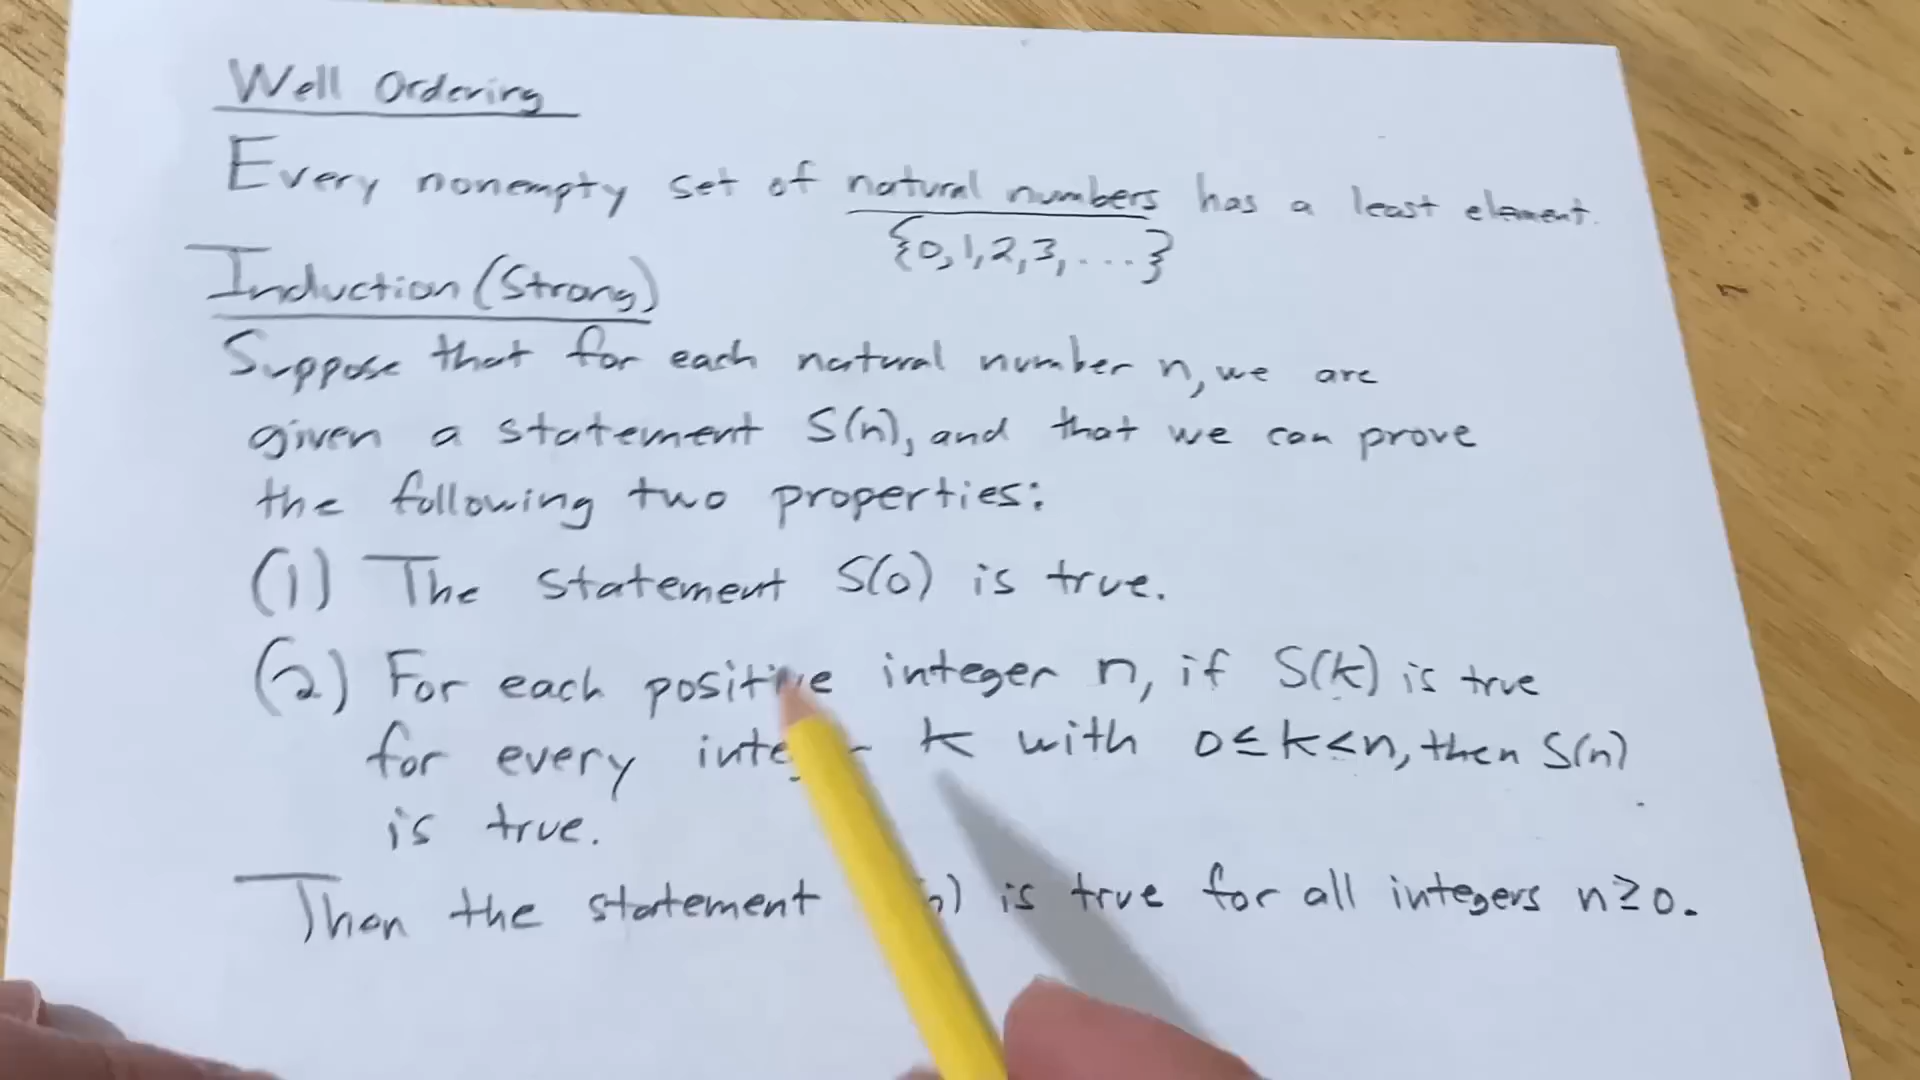 Well Ordering
Every nonempty set of natural numbers has a least element.
{0,1,2,3,....}
Induction (Strong)
Suppose that for each natural number n, we are
given a statement S(n), and that we can prove
the following two properties:
(1) The statement S(0) is true.
(2) For each positive integer n, if S(k) is true
for every k with 0≤k<n, then S(n)
is true.
Then the statement is true for all integers n≥0.